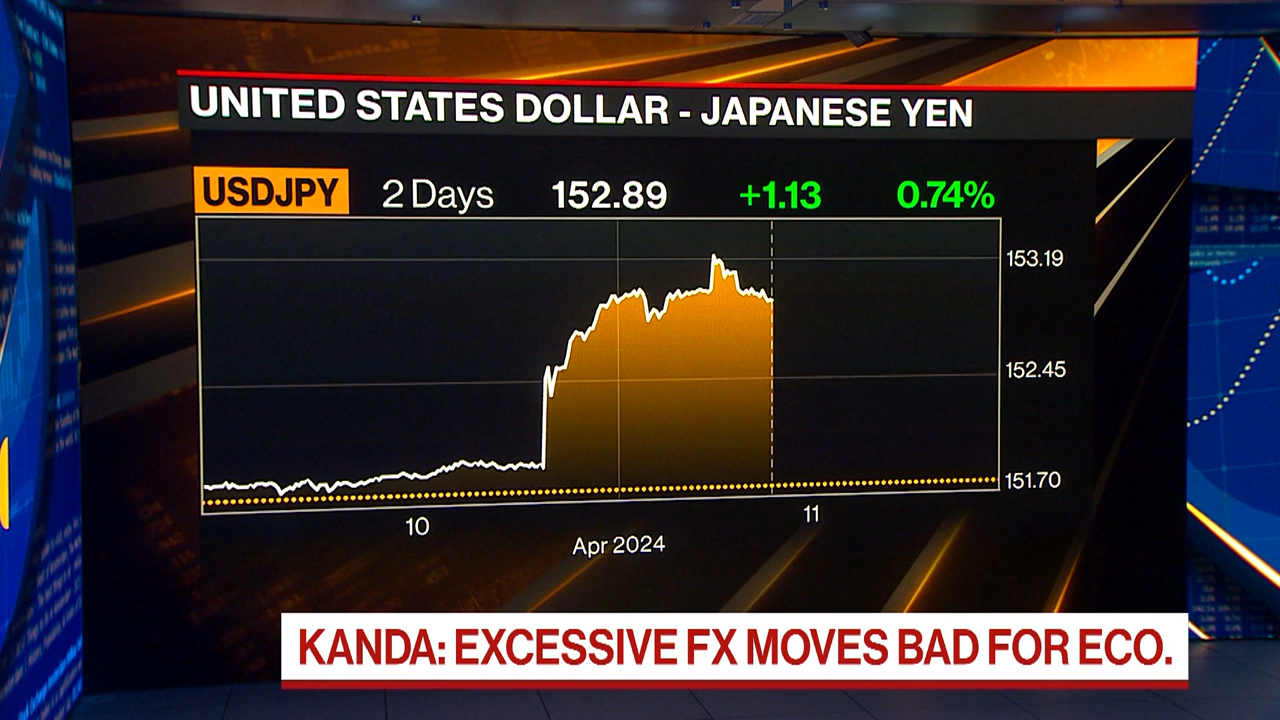 UNITED STATES DOLLAR - JAPANESE YEN
USDJPY 2 Days 152.89 +1.13 0.74%
153.19
152.45
151.70
10 11
Apr 2024
KANDA: EXCESSIVE FX MOVES BAD FOR ECO.